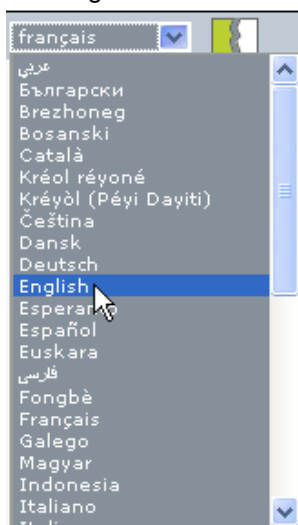 français
عربي
Български
Brezhoneg
Bosanski
Català
Kréol réyoné
Kréyòl (Péyi Dayiti)
Čeština
Dansk
Deutsch
English
Español
Euskara
فارسى
Fongbè
Français
Galego
Magyar
Indonesia
Italiano